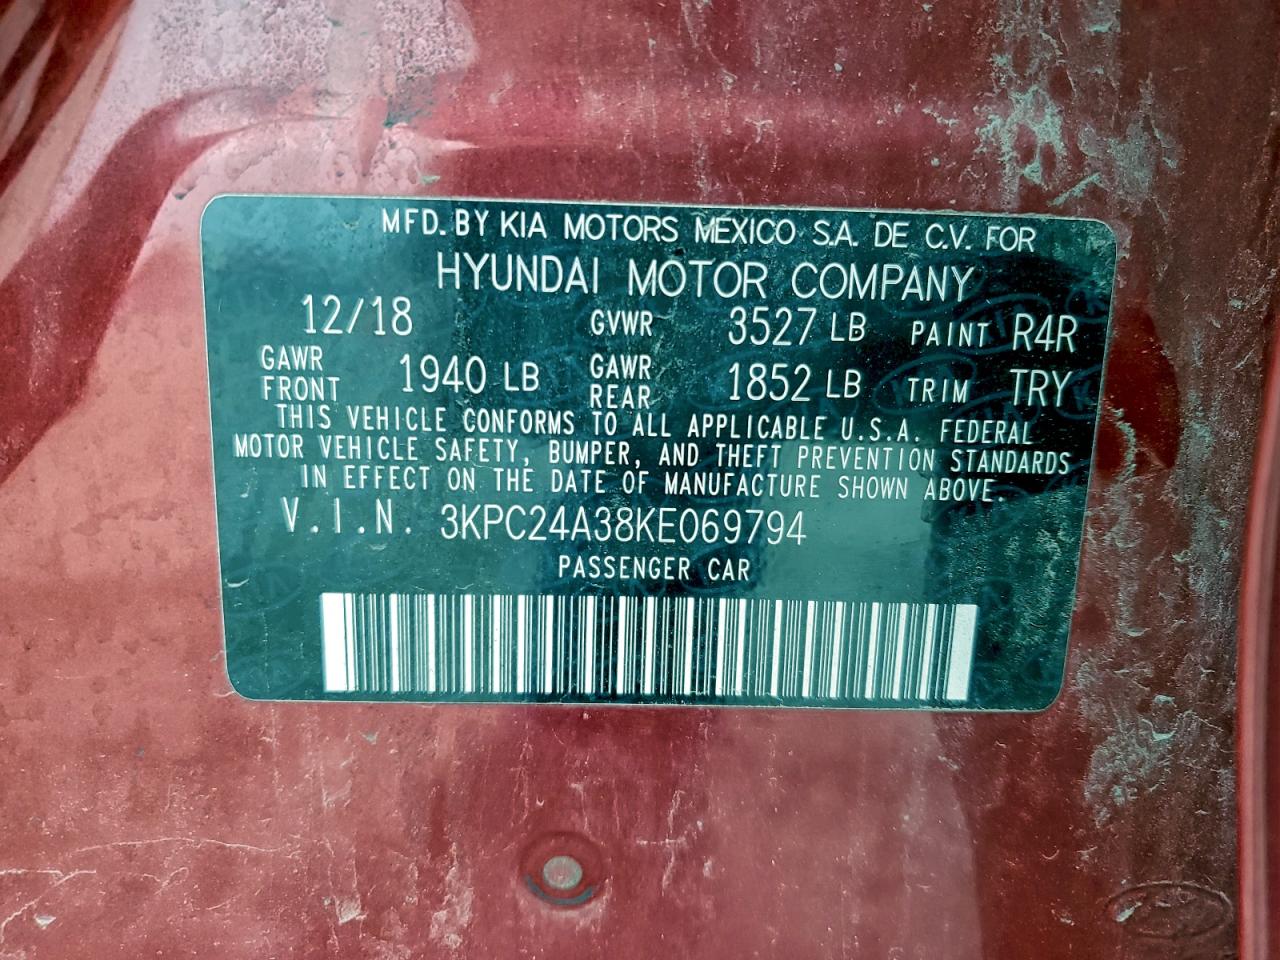 MFD. BY KIA MOTORS MEXICO S.A. DE C.V. FOR
HYUNDAI MOTOR COMPANY
12/18 GVWR 3527 LB PAINT R4R
GAWR FRONT 1940 LB GAWR REAR 1852 LB TRIM TRY
THIS VEHICLE CONFORMS TO ALL APPLICABLE U.S.A. FEDERAL
MOTOR VEHICLE SAFETY, BUMPER, AND THEFT PREVENTION STANDARDS
IN EFFECT ON THE DATE OF MANUFACTURE SHOWN ABOVE.
V.I.N. 3KPC24A38KE069794
PASSENGER CAR